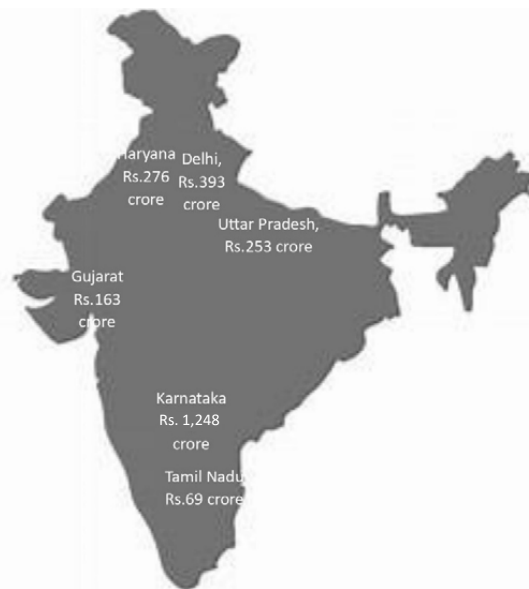 Haryana
Rs.276
crore
Delhi,
Rs.393
crore
Uttar Pradesh,
Rs.253 crore
Gujarat
Rs.163
crore
Karnataka
Rs. 1,248
crore
Tamil Nadu
Rs.69 crore